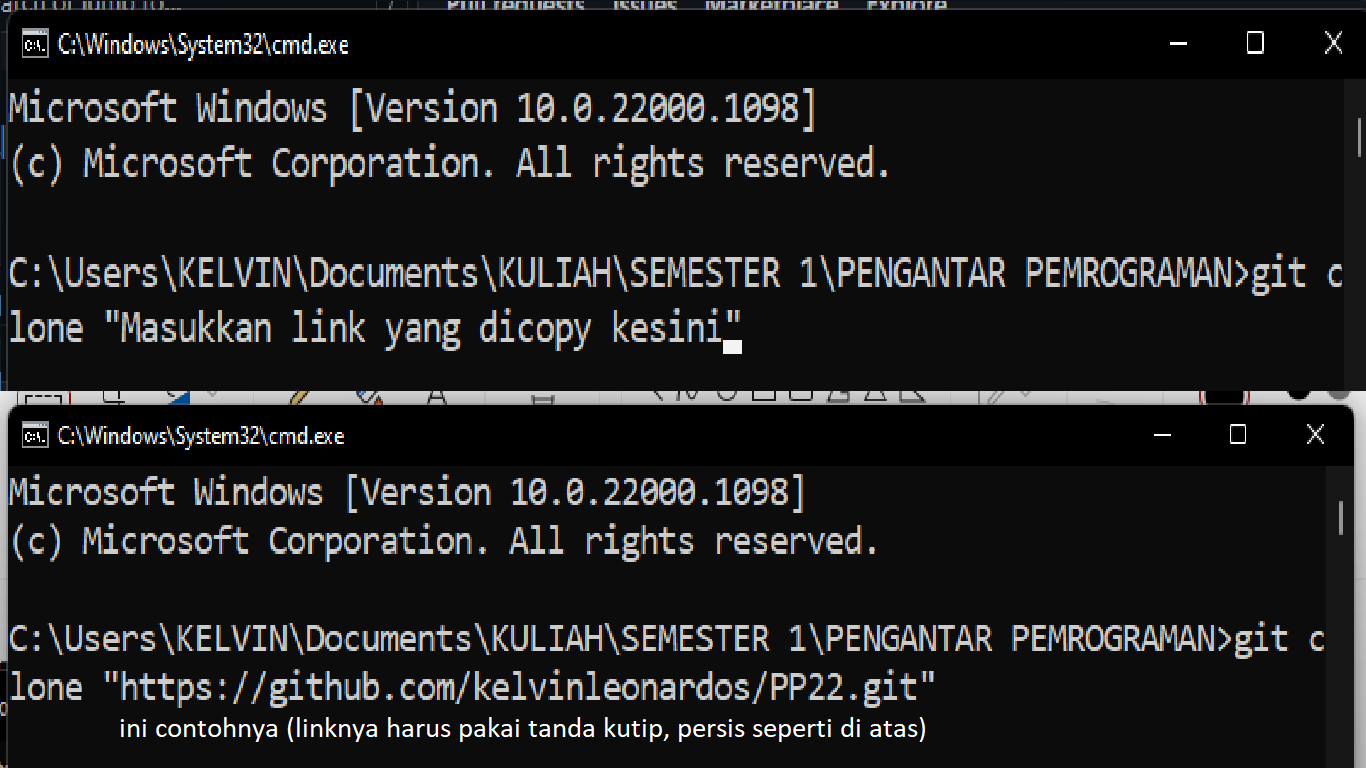 Pull requests Issues Marketplace Explore
C:\Windows\System32\cmd.exe
Microsoft Windows [Version 10.0.22000.1098]
(c) Microsoft Corporation. All rights reserved.
C:\Users\KELVIN\Documents\KULIAH\SEMESTER 1\PENGANTAR PEMROGRAMAN>git c
lone "Masukkan link yang dicopy kesini"
C:\Windows\System32\cmd.exe
Microsoft Windows [Version 10.0.22000.1098]
(c) Microsoft Corporation. All rights reserved.
C:\Users\KELVIN\Documents\KULIAH\SEMESTER 1\PENGANTAR PEMROGRAMAN>git c
lone "https://github.com/kelvinleonardos/PP22.git"
ini contohnya (linknya harus pakai tanda kutip, persis seperti di atas)